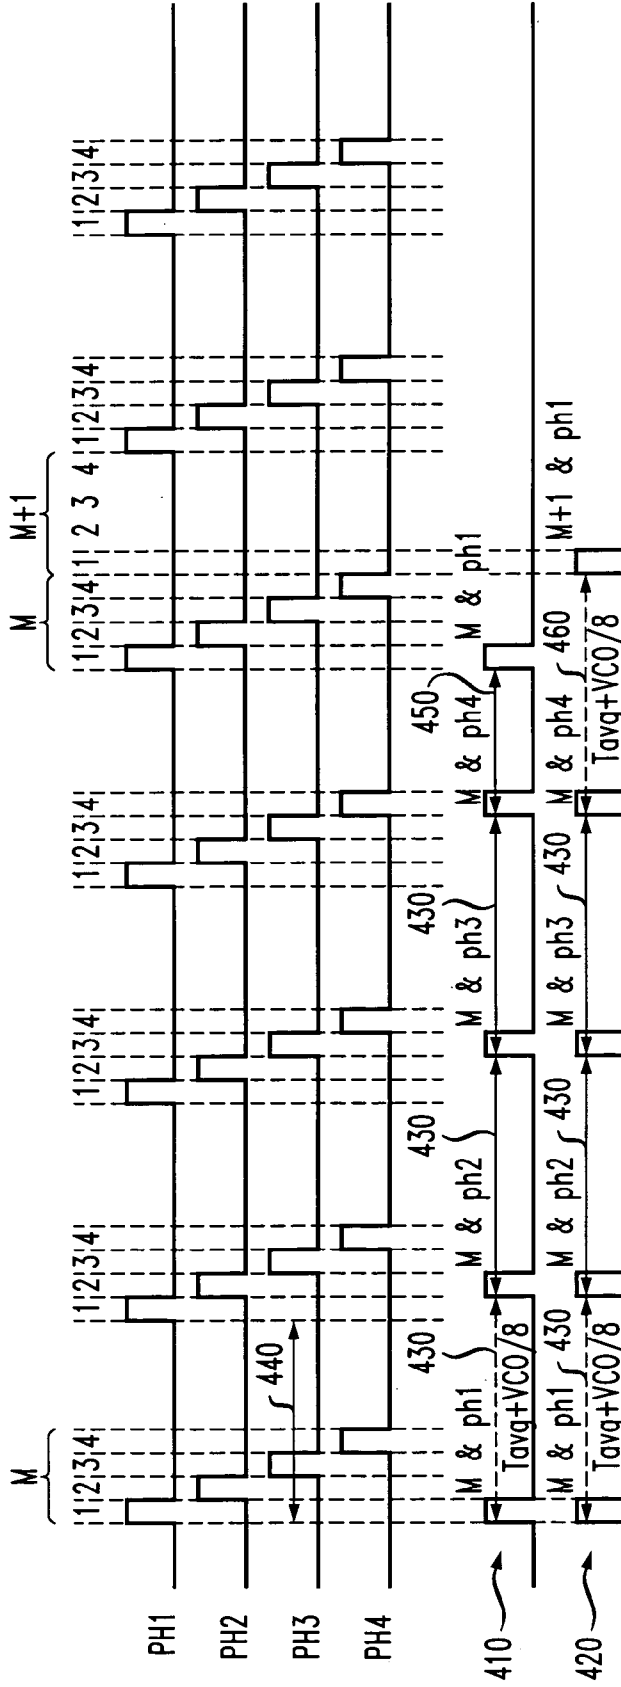 M M M+1
1 2 3 4 1 2 3 4 1 2 3 4 1 2 3 4 1 2 3 4 1 2 3 4 1 2 3 4 1 2 3 4
PH1
PH2
PH3
440
PH4
430 430 430 450
M & ph1 M & ph2 M & ph3 M & ph4 M & ph1
410
Tavg+VCO/8
M & ph1 430 M & ph2 430 M & ph3 430 M & ph4 460 M+1 & ph1
420
Tavg+VCO/8 Tavg+VCO/8